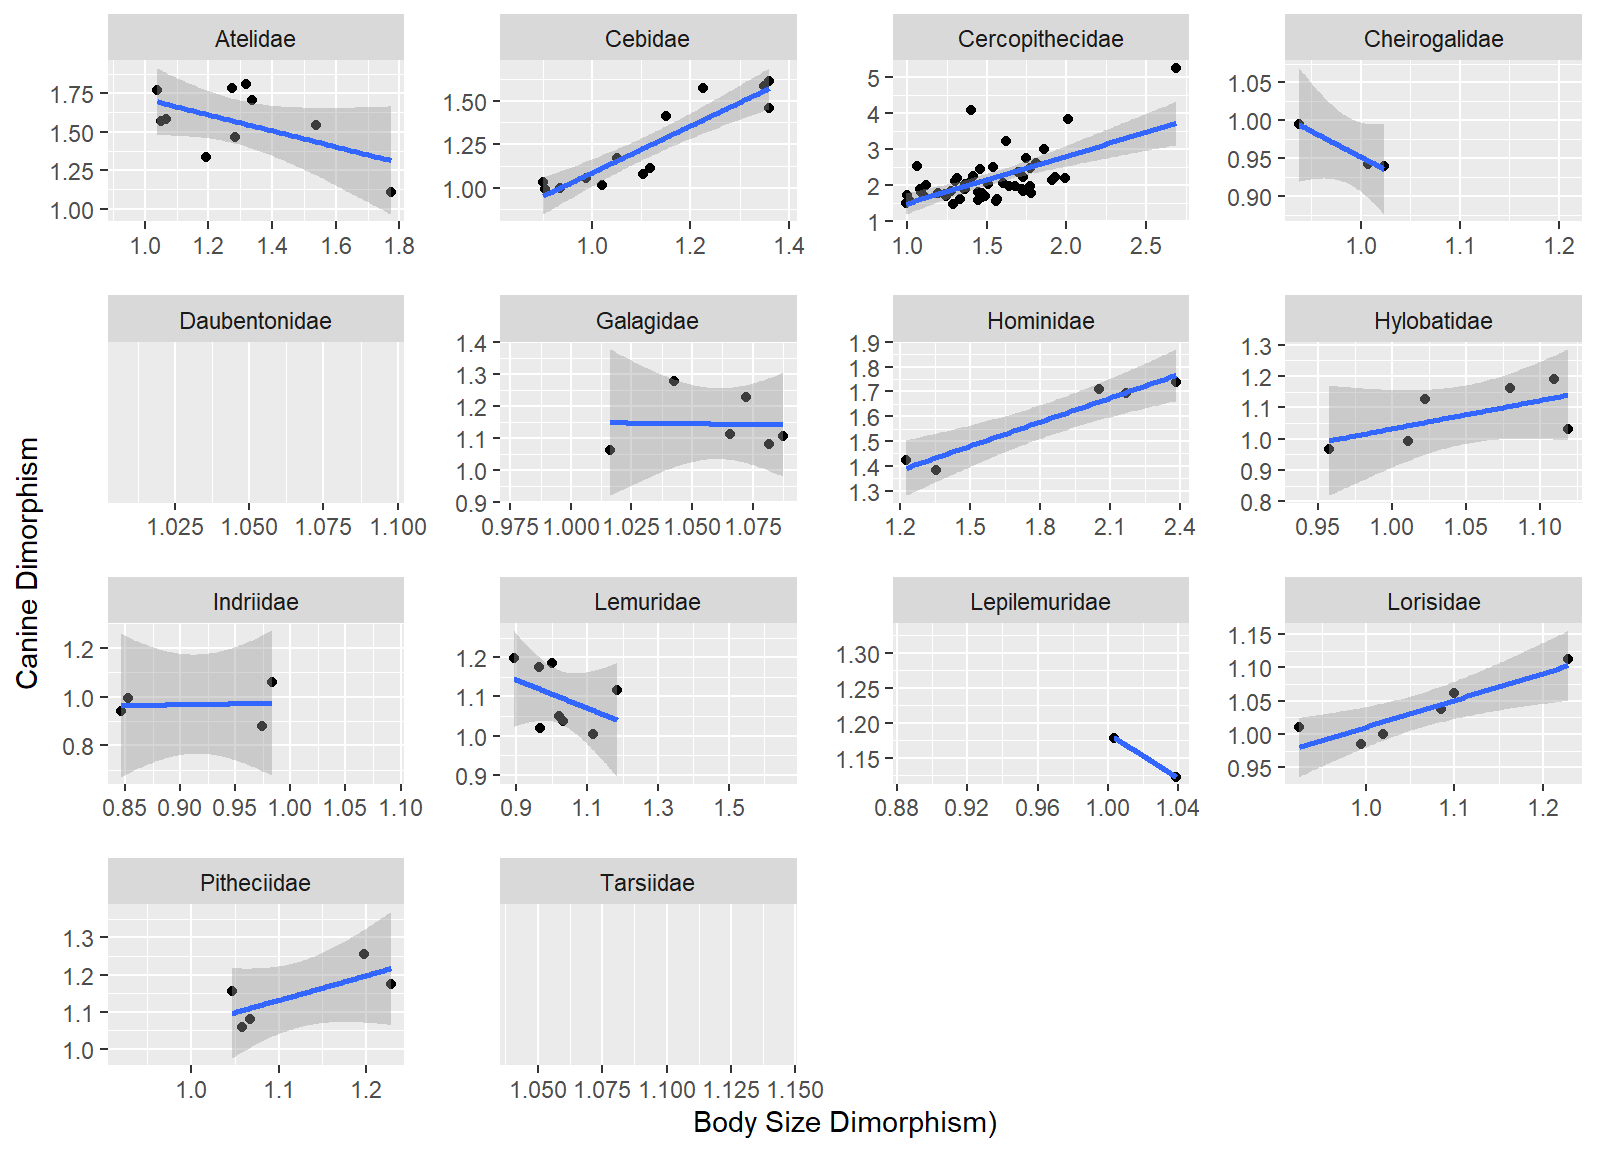 Atelidae Cebidae Cercopithecidae Cheirogalidae
1.75 1.50 1.25 1.00
1.50 1.25 1.00
5 4 3 2 1
1.05 1.00 0.95 0.90
1.0 1.2 1.4 1.6 1.8 1.0 1.2 1.4 1.0 1.5 2.0 2.5 1.0 1.1 1.2
Daubentonidae Galagidae Hominidae Hylobatidae
1.4 1.3 1.2 1.1 1.0 0.9
1.9 1.8 1.7 1.6 1.5 1.4 1.3
1.3 1.2 1.1 1.0 0.9 0.8
1.025 1.050 1.075 1.100 0.975 1.000 1.025 1.050 1.075 1.2 1.5 1.8 2.1 2.4 0.95 1.00 1.05 1.10
Canine Dimorphism
Indriidae Lemuridae Lepilemuridae Lorisidae
1.2 1.0 0.8
1.2 1.1 1.0 0.9
1.30 1.25 1.20 1.15
1.15 1.10 1.05 1.00 0.95
0.85 0.90 0.95 1.00 1.05 1.10 0.9 1.1 1.3 1.5 0.88 0.92 0.96 1.00 1.04 1.0 1.1 1.2
Pitheciidae Tarsiidae
1.3 1.2 1.1 1.0
1.0 1.1 1.2 1.050 1.075 1.100 1.125 1.150
Body Size Dimorphism)